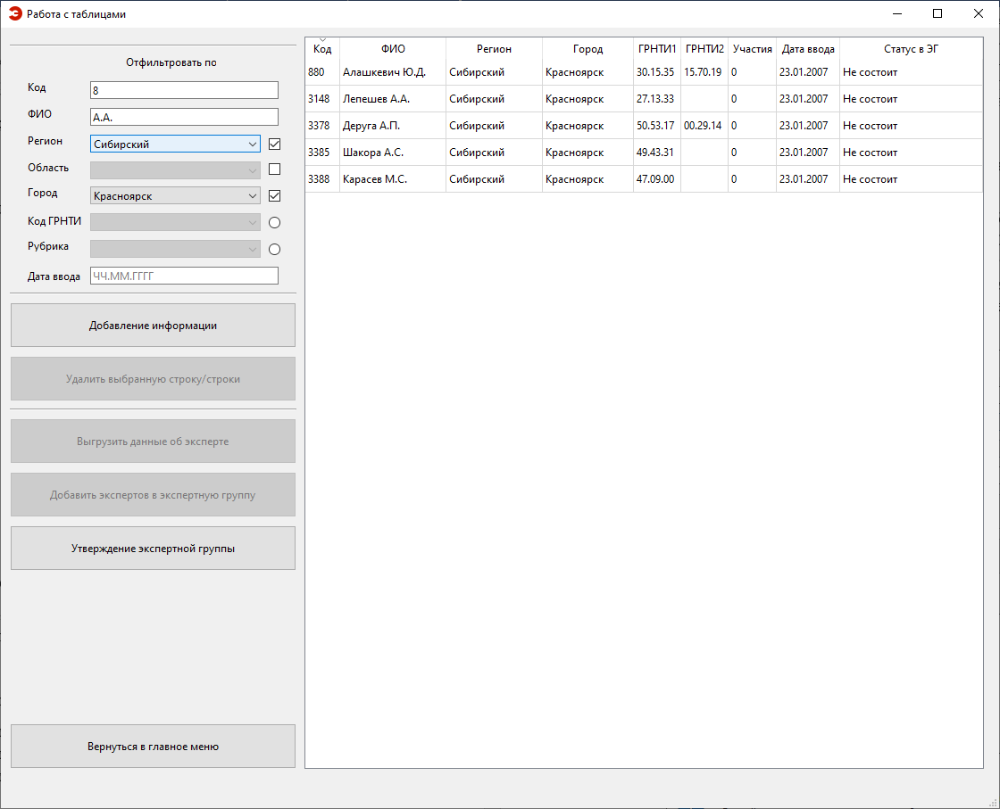 Работа с таблицами
Отфильтровать по
Код 8
ФИО А.А.
Регион Сибирский
Область
Город Красноярск
Код ГРНТИ
Рубрика
Дата ввода ЧЧ.ММ.ГГГГ
Добавление информации
Удалить выбранную строку/строки
Выгрузить данные об эксперте
Добавить экспертов в экспертную группу
Утверждение экспертной группы
Вернуться в главное меню
Код ФИО Регион Город ГРНТИ1 ГРНТИ2 Участия Дата ввода Статус в ЭГ
880 Алашкевич Ю.Д. Сибирский Красноярск 30.15.35 15.70.19 0 23.01.2007 Не состоит
3148 Лепешев А.А. Сибирский Красноярск 27.13.33 0 23.01.2007 Не состоит
3378 Деруга А.П. Сибирский Красноярск 50.53.17 00.29.14 0 23.01.2007 Не состоит
3385 Шакора А.С. Сибирский Красноярск 49.43.31 0 23.01.2007 Не состоит
3388 Карасев М.С. Сибирский Красноярск 47.09.00 0 23.01.2007 Не состоит